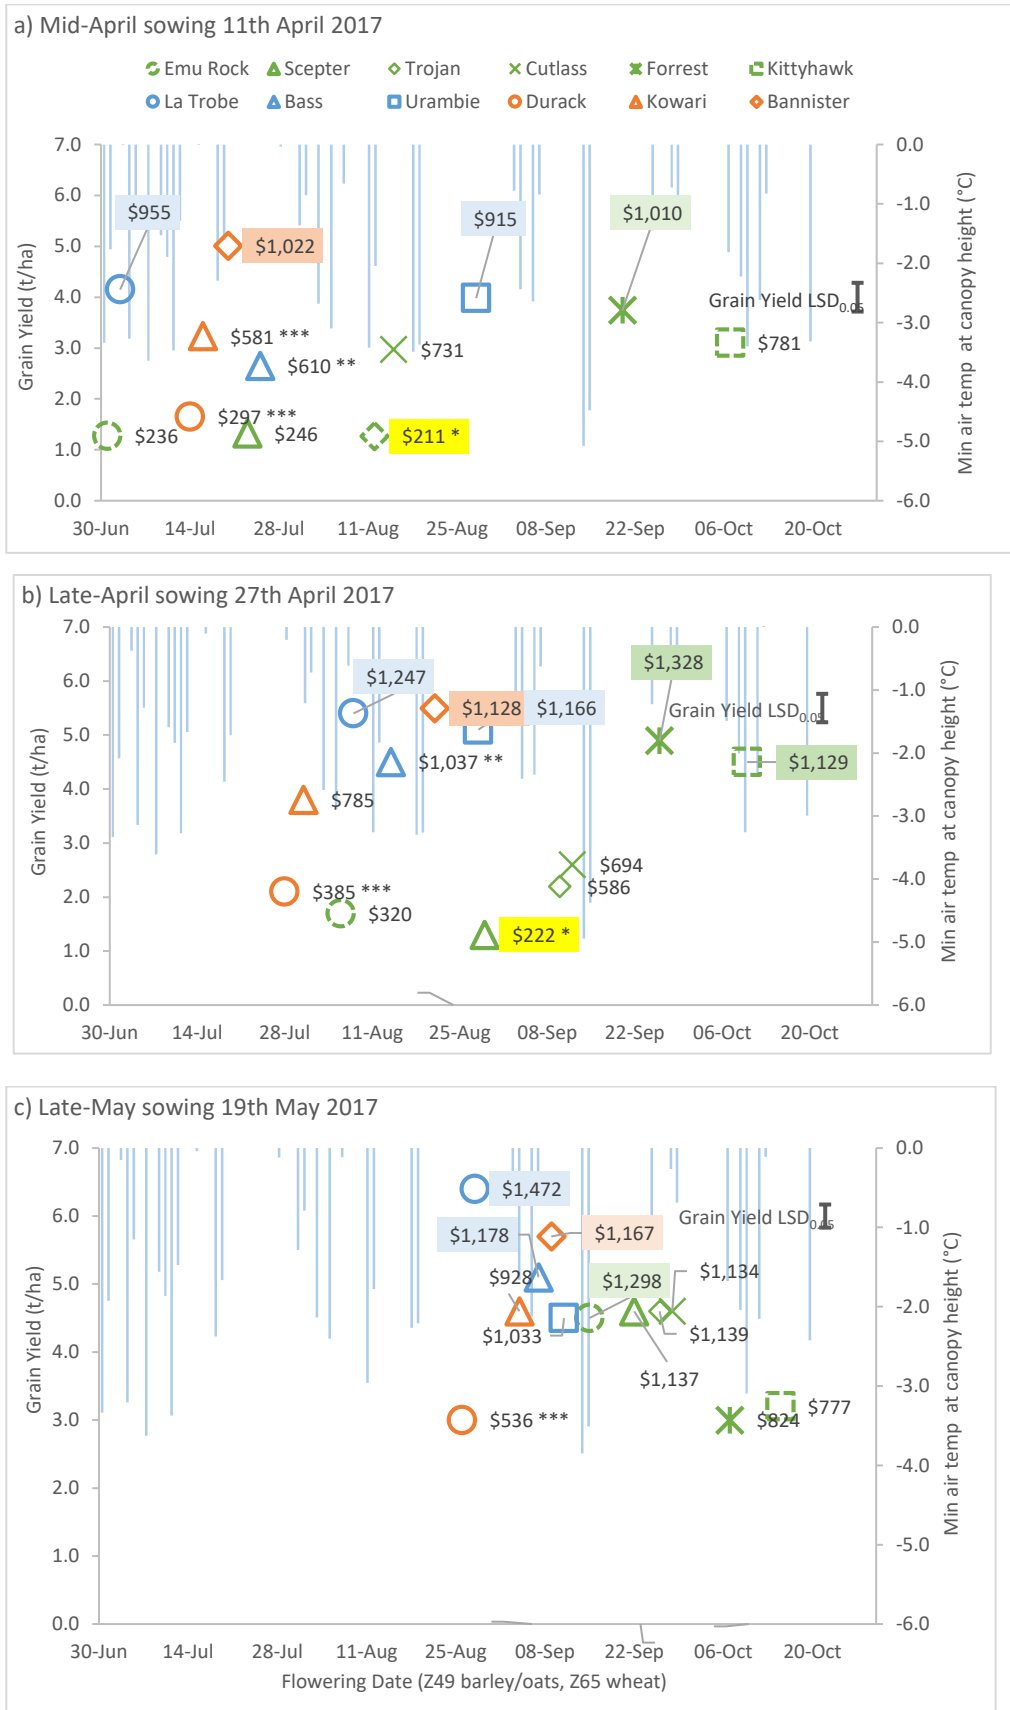 a) Mid-April sowing 11th April 2017
Emu Rock Scepter Trojan Cutlass Forrest Kittyhawk
La Trobe Bass Urambie Durack Kowari Bannister
7.0 0.0
6.0 -1.0
$955 $915 $1,010
5.0 $1,022 -2.0
4.0 Grain Yield LSD0.05 -3.0
$581 *** $731 $781
3.0 $610 ** -4.0
2.0
$297 *** $246 $211 *
$236
1.0 -5.0
0.0 -6.0
30-Jun 14-Jul 28-Jul 11-Aug 25-Aug 08-Sep 22-Sep 06-Oct 20-Oct
Grain Yield (t/ha)
Min air temp at canopy height (°C)
b) Late-April sowing 27th April 2017
7.0 0.0
$1,247 $1,328
6.0 -1.0
$1,128 $1,166 Grain Yield LSD0.05
5.0 -2.0
$1,037 ** $1,129
4.0 $785 -3.0
3.0 $694 -4.0
$385 *** $586
2.0 $320
$222 * -5.0
1.0
0.0 -6.0
30-Jun 14-Jul 28-Jul 11-Aug 25-Aug 08-Sep 22-Sep 06-Oct 20-Oct
Grain Yield (t/ha)
Min air temp at canopy height (°C)
c) Late-May sowing 19th May 2017
7.0 0.0
$1,472
6.0 Grain Yield LSD0.05 -1.0
$1,178 $1,167
$928 $1,298 $1,134
5.0
$1,033 $1,139 -2.0
4.0 $1,137
3.0 $536 *** $824 $777 -3.0
2.0 -4.0
1.0 -5.0
0.0 -6.0
30-Jun 14-Jul 28-Jul 11-Aug 25-Aug 08-Sep 22-Sep 06-Oct 20-Oct
Flowering Date (Z49 barley/oats, Z65 wheat)
Grain Yield (t/ha)
Min air temp at canopy height (°C)